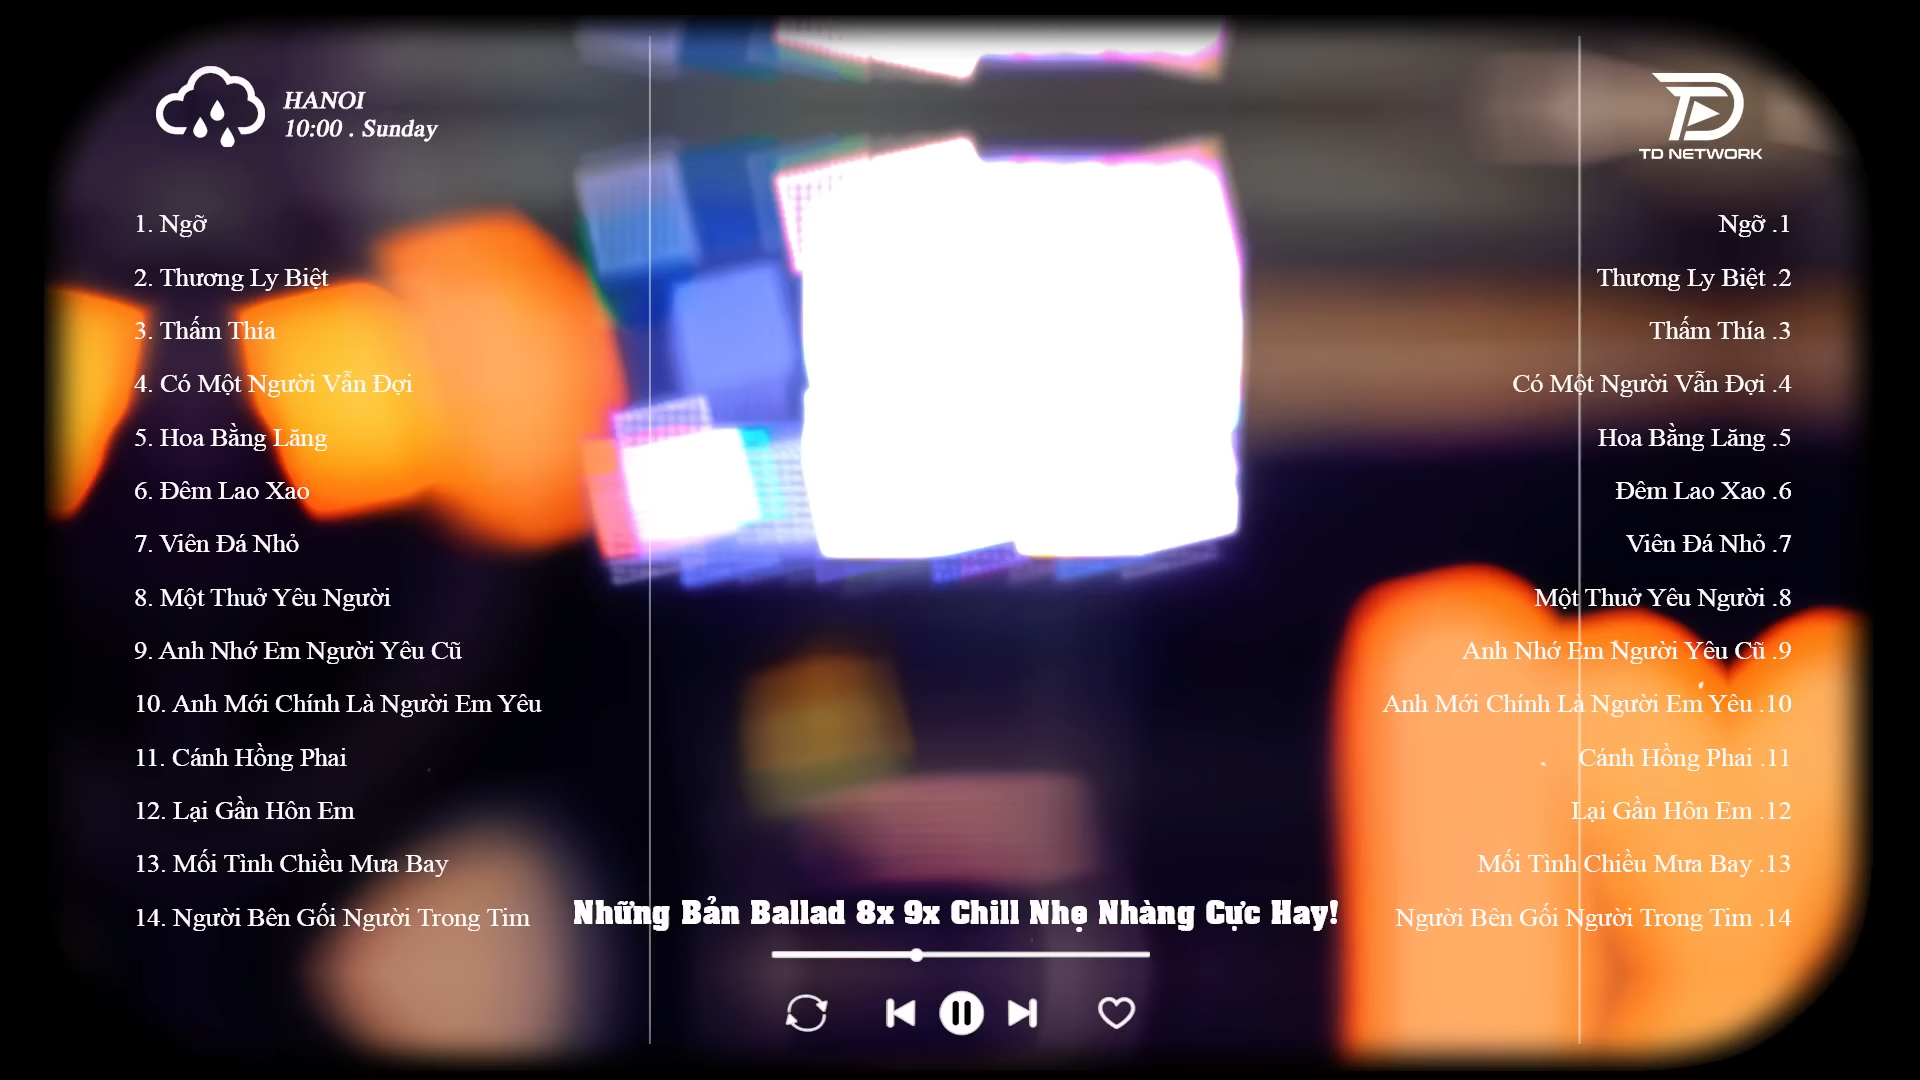 HANOI
10:00 . Sunday
TD NETWORK
1. Ngỡ
2. Thương Ly Biệt
3. Thấm Thía
4. Có Một Người Vẫn Đợi
5. Hoa Bằng Lăng
6. Đêm Lao Xao
7. Viên Đá Nhỏ
8. Một Thuở Yêu Người
9. Anh Nhớ Em Người Yêu Cũ
10. Anh Mới Chính Là Người Em Yêu
11. Cánh Hồng Phai
12. Lại Gần Hôn Em
13. Mối Tình Chiều Mưa Bay
14. Người Bên Gối Người Trong Tim
Ngỡ .1
Thương Ly Biệt .2
Thấm Thía .3
Có Một Người Vẫn Đợi .4
Hoa Bằng Lăng .5
Đêm Lao Xao .6
Viên Đá Nhỏ .7
Một Thuở Yêu Người .8
Anh Nhớ Em Người Yêu Cũ .9
Anh Mới Chính Là Người Em Yêu .10
Cánh Hồng Phai .11
Lại Gần Hôn Em .12
Mối Tình Chiều Mưa Bay .13
Người Bên Gối Người Trong Tim .14
Những Bản Ballad 8x 9x Chill Nhẹ Nhàng Cực Hay!